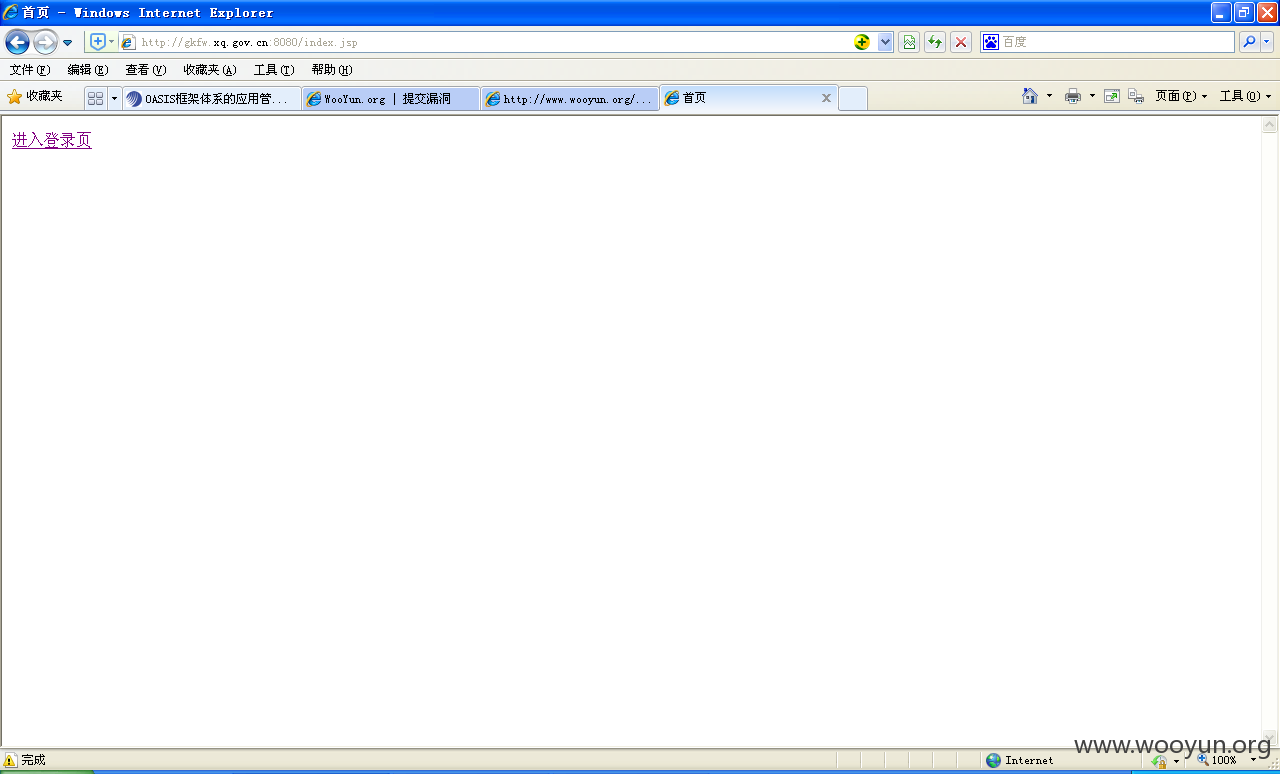 首页 - Windows Internet Explorer
http://gkfw.xq.gov.cn:8080/index.jsp
百度
文件(F) 编辑(E) 查看(V) 收藏夹(A) 工具(T) 帮助(H)
收藏夹 OASIS框架体系的应用管... WooYun.org | 提交漏洞 http://www.wooyun.org/... 首页 页面(P) 工具(O)
进入登录页
www.wooyun.org
完成 Internet 100%